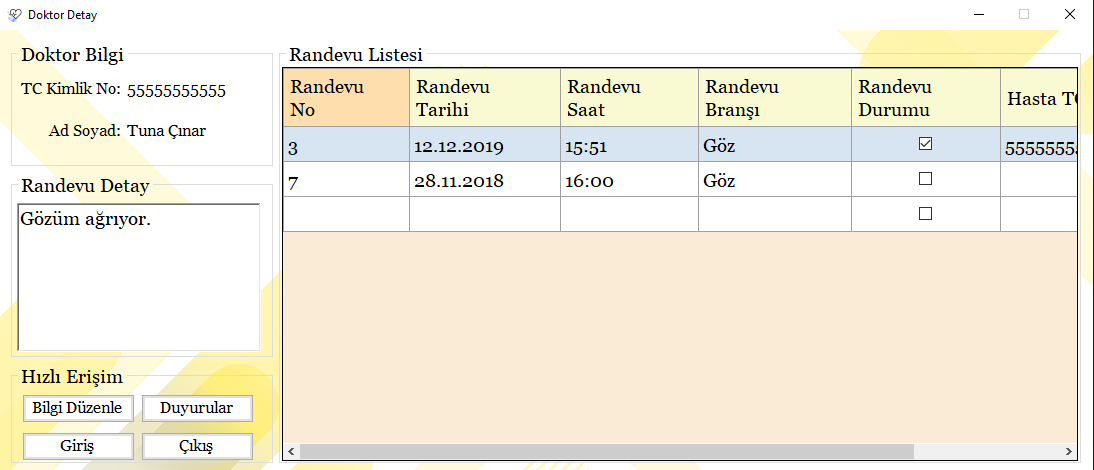 Doktor Detay
Doktor Bilgi
TC Kimlik No: 55555555555
Ad Soyad: Tuna Çınar
Randevu Detay
Gözüm ağrıyor.
Hızlı Erişim
Bilgi Düzenle Duyurular
Giriş Çıkış
Randevu Listesi
Randevu No Randevu Tarihi Randevu Saat Randevu Branşı Randevu Durumu Hasta TC
3 12.12.2019 15:51 Göz 5555555
7 28.11.2018 16:00 Göz